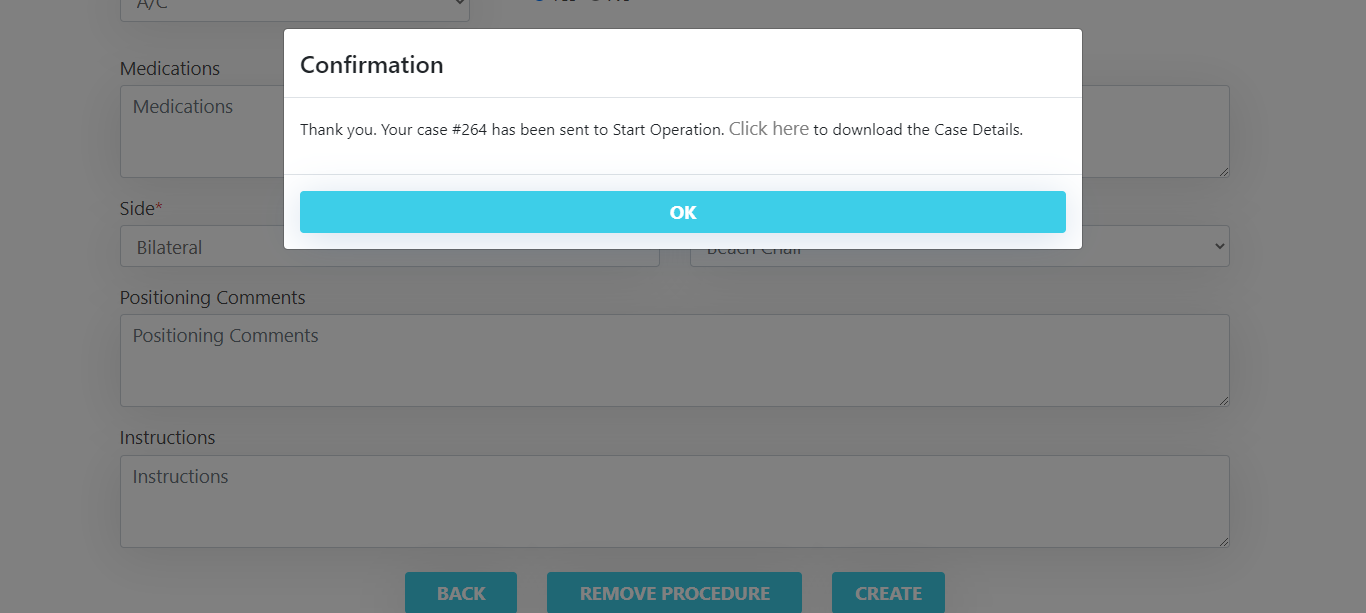 A/C
Confirmation
Medications
Medications
Thank you. Your case #264 has been sent to Start Operation. Click here to download the Case Details.
Side*
OK
Bilateral
Beach Chair
Positioning Comments
Positioning Comments
Instructions
Instructions
BACK REMOVE PROCEDURE CREATE